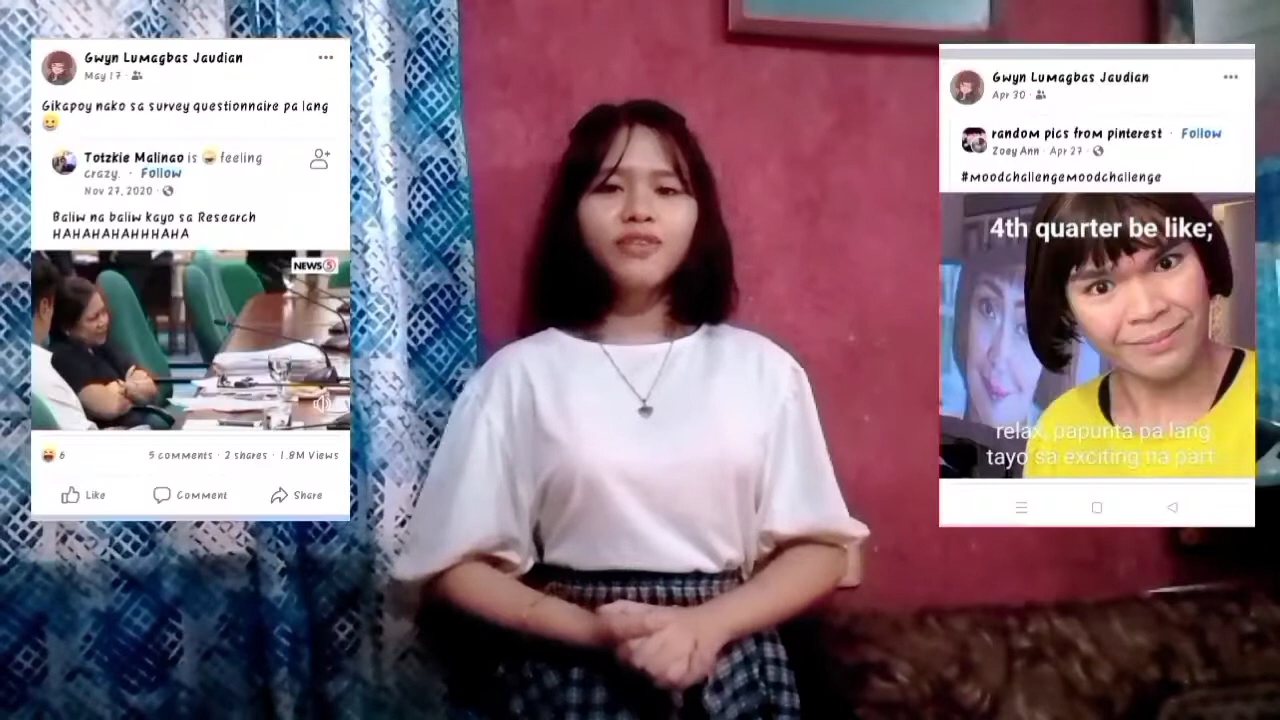 Gwyn Lumagbas Jaudian
May 17
Gikapoy nako sa survey questionnaire pa lang
Totzkie Malinao is feeling
crazy. · Follow
Nov 27, 2020
Baliw na baliw kayo sa Research
HAHAHAHAHHHAHA
NEWS 5
6
5 comments · 2 shares · 1.8M Views
Like
Comment
Share
Gwyn Lumagbas Jaudian
Apr 30
random pics from pinterest · Follow
Zoey Ann · Apr 27
#moodchallengemoodchallenge
4th quarter be like;
relax, papunta pa lang
tayo sa exciting na part